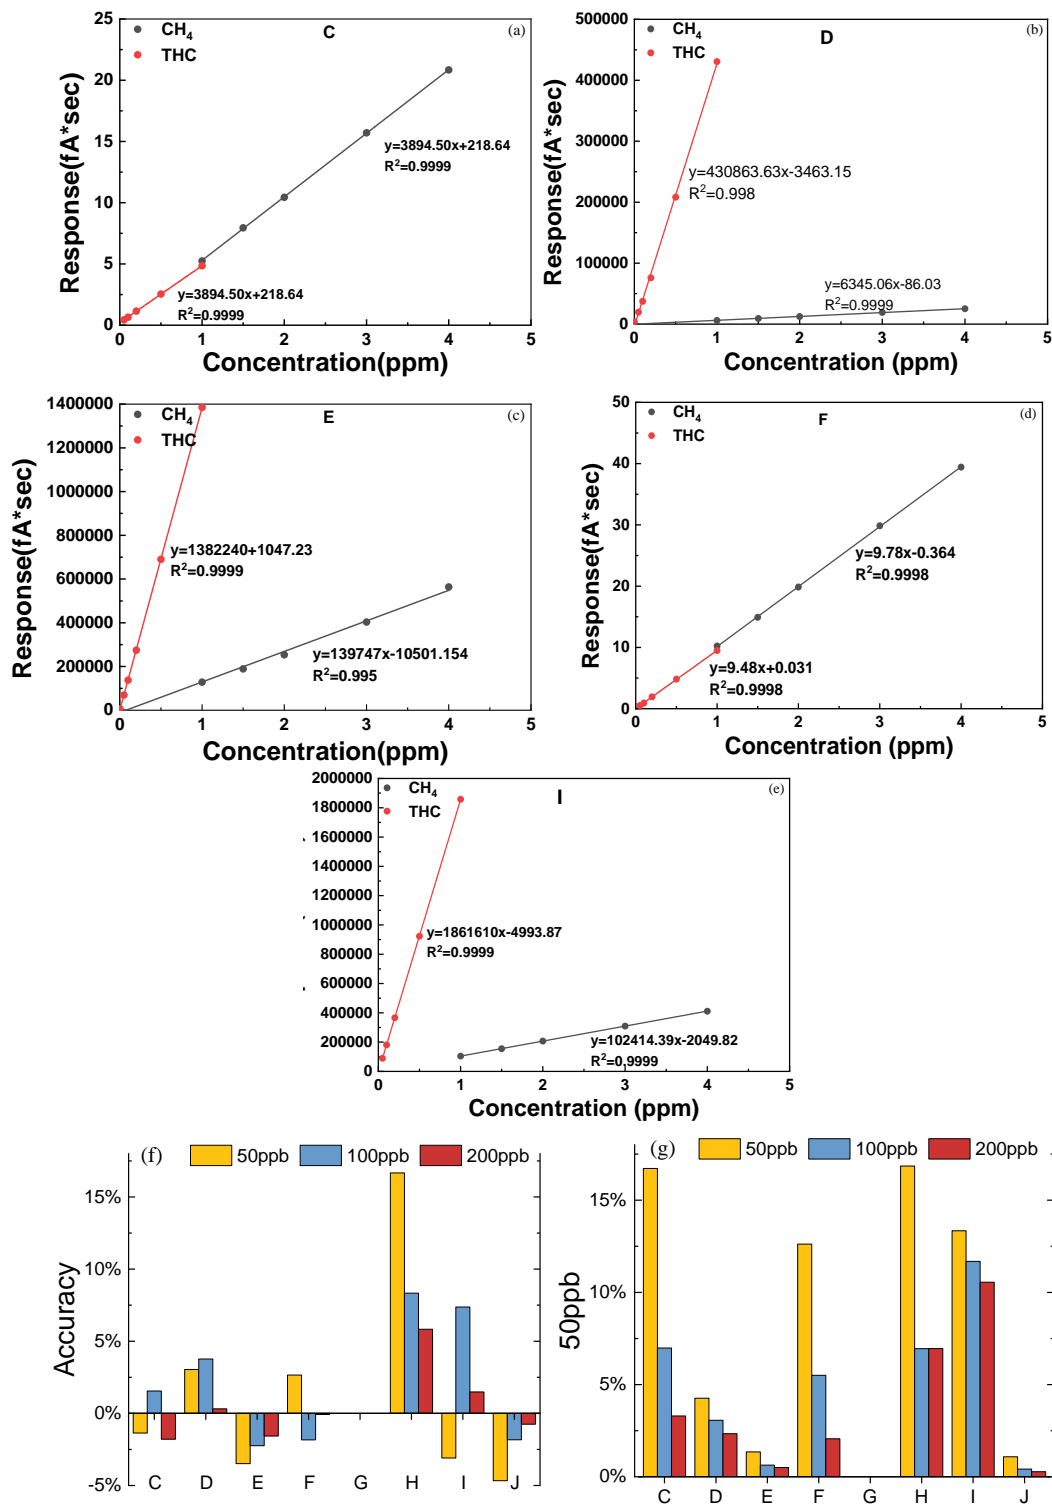 CH4
THC
C
(a)
25
20
15
10
5
0
Response(fA*sec)
y=3894.50x+218.64
R2=0.9999
y=3894.50x+218.64
R2=0.9999
0 1 2 3 4 5
Concentration(ppm)
CH4
THC
D
(b)
500000
400000
300000
200000
100000
0
Response(fA*sec)
y=430863.63x-3463.15
R2=0.998
y=6345.06x-86.03
R2=0.9999
0 1 2 3 4 5
Concentration (ppm)
CH4
THC
E
(c)
1400000
1200000
1000000
800000
600000
400000
200000
0
Response(fA*sec)
y=1382240+1047.23
R2=0.9999
y=139747x-10501.154
R2=0.995
0 1 2 3 4 5
Concentration(ppm)
CH4
THC
F
(d)
50
40
30
20
10
0
Response(fA*sec)
y=9.78x-0.364
R2=0.9998
y=9.48x+0.031
R2=0.9998
0 1 2 3 4 5
Concentration (ppm)
CH4
THC
I
(e)
2000000
1800000
1600000
1400000
1200000
1000000
800000
600000
400000
200000
0
y=1861610x-4993.87
R2=0.9999
y=102414.39x-2049.82
R2=0.9999
0 1 2 3 4 5
Concentration (ppm)
(f)
50ppb 100ppb 200ppb
15%
10%
5%
0%
-5%
Accuracy
C D E F G H I J
(g)
50ppb 100ppb 200ppb
15%
10%
5%
0%
50ppb
C D E F G H I J